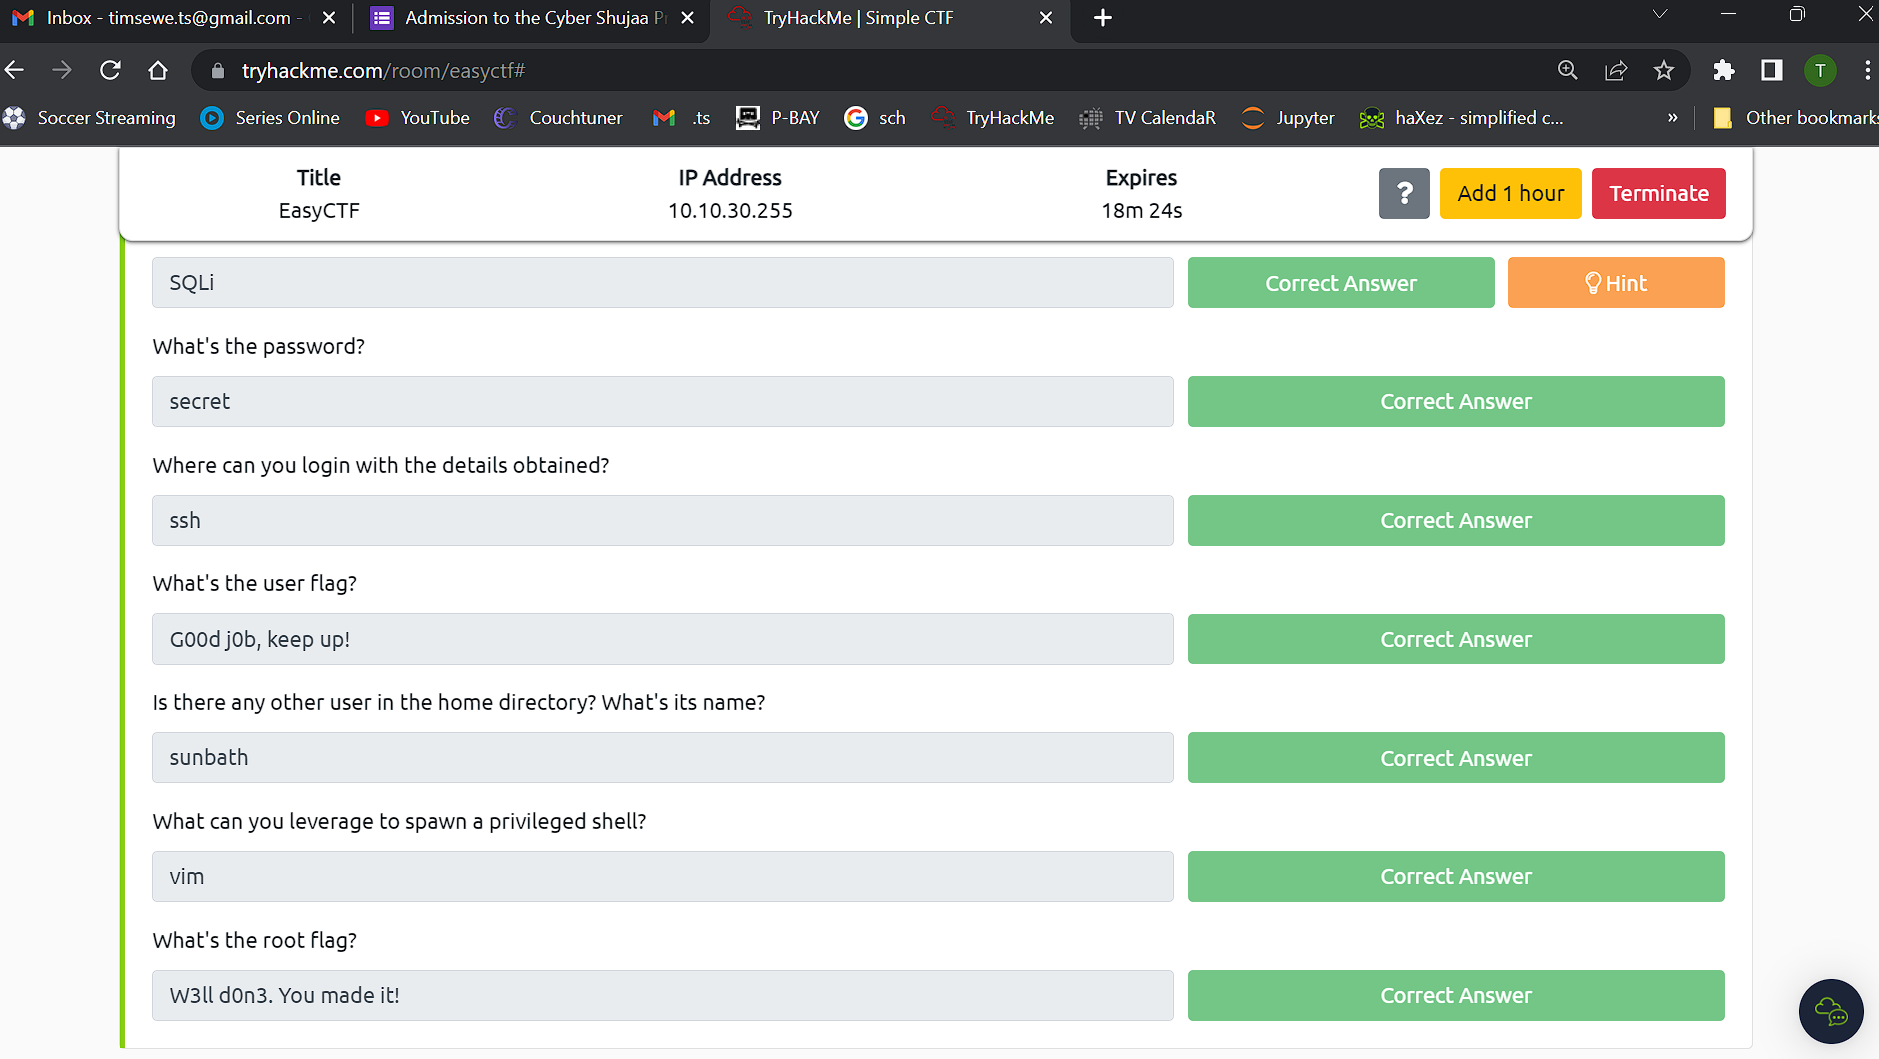 Inbox - timsewe.ts@gmail.com -
Admission to the Cyber Shujaa P
TryHackMe | Simple CTF
tryhackme.com/room/easyctf#
T
Soccer Streaming
Series Online
YouTube
Couchtuner
.ts
P-BAY
sch
TryHackMe
TV CalendaR
Jupyter
haXez - simplified c...
»
Other bookmarks
Title
IP Address
Expires
EasyCTF
10.10.30.255
18m 24s
?
Add 1 hour
Terminate
SQLi
Correct Answer
Hint
What's the password?
secret
Correct Answer
Where can you login with the details obtained?
ssh
Correct Answer
What's the user flag?
G00d j0b, keep up!
Correct Answer
Is there any other user in the home directory? What's its name?
sunbath
Correct Answer
What can you leverage to spawn a privileged shell?
vim
Correct Answer
What's the root flag?
W3ll d0n3. You made it!
Correct Answer